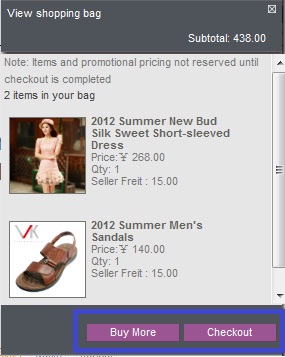 View shopping bag
Subtotal: 438.00
Note: Items and promotional pricing not reserved until
checkout is completed
2 items in your bag
2012 Summer New Bud
Silk Sweet Short-sleeved
Dress
Price:¥ 268.00
Qty: 1
Seller Freit : 15.00
VK
2012 Summer Men's
Sandals
Price:¥ 140.00
Qty: 1
Seller Freit : 15.00
Buy More
Checkout